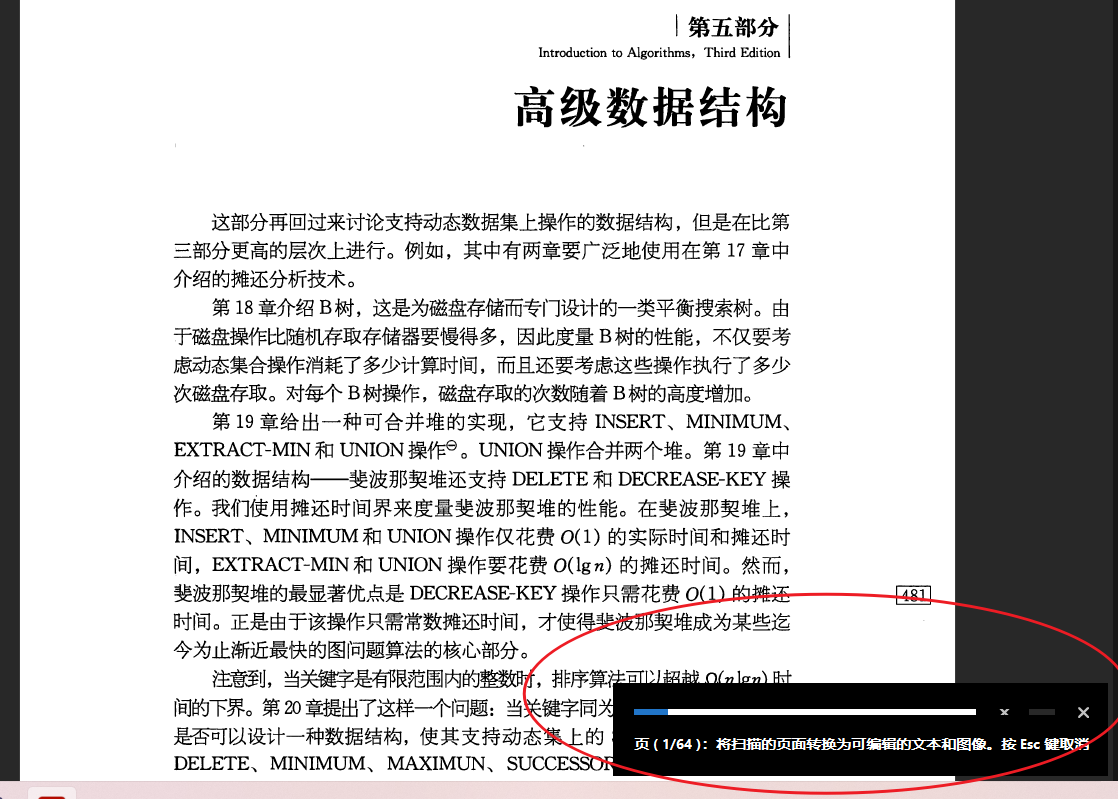 第五部分
Introduction to Algorithms, Third Edition
高级数据结构
这部分再回过来讨论支持动态数据集上操作的数据结构，但是在比第
三部分更高的层次上进行。例如，其中有两章要广泛地使用在第 17 章中
介绍的摊还分析技术。
第 18 章介绍 B 树，这是为磁盘存储而专门设计的一类平衡搜索树。由
于磁盘操作比随机存取存储器要慢得多，因此度量 B 树的性能，不仅要考
虑动态集合操作消耗了多少计算时间，而且还要考虑这些操作执行了多少
次磁盘存取。对每个 B 树操作，磁盘存取的次数随着 B 树的高度增加。
第 19 章给出一种可合并堆的实现，它支持 INSERT、MINIMUM、
EXTRACT-MIN 和 UNION 操作⊖。UNION 操作合并两个堆。第 19 章中
介绍的数据结构——斐波那契堆还支持 DELETE 和 DECREASE-KEY 操
作。我们使用摊还时间界来度量斐波那契堆的性能。在斐波那契堆上，
INSERT、MINIMUM 和 UNION 操作仅花费 O(1) 的实际时间和摊还时
间，EXTRACT-MIN 和 UNION 操作要花费 O(lg n) 的摊还时间。然而，
斐波那契堆的最显著优点是 DECREASE-KEY 操作只需花费 O(1) 的摊还
时间。正是由于该操作只需常数摊还时间，才使得斐波那契堆成为某些迄
今为止渐近最快的图问题算法的核心部分。
481
注意到，当关键字是有限范围内的整数时，排序算法可以超越 Ω(n lg n) 时
间的下界。第 20 章提出了这样一个问题：当关键字同为
是否可以设计一种数据结构，使其支持动态集上的
DELETE、MINIMUM、MAXIMUN、SUCCESSOR
页 ( 1/64 )：将扫描的页面转换为可编辑的文本和图像。按 Esc 键取消